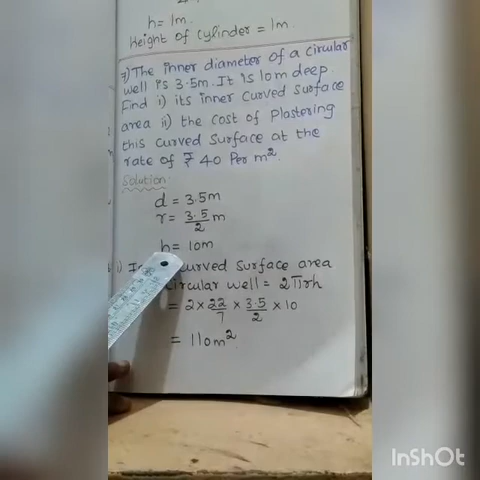 h = 1m.
Height of cylinder = 1m.
7) The inner diameter of a circular
well is 3.5m. It is 10m deep.
Find i) its inner curved surface
area ii) the cost of Plastering
this curved surface at the
rate of ₹ 40 Per m².
Solution:
d = 3.5m
r = 3.5/2 m
h = 10m
i) curved surface area
circular well = 2πrh
= 2 × 22/7 × 3.5/2 × 10
= 110m²
InShOt